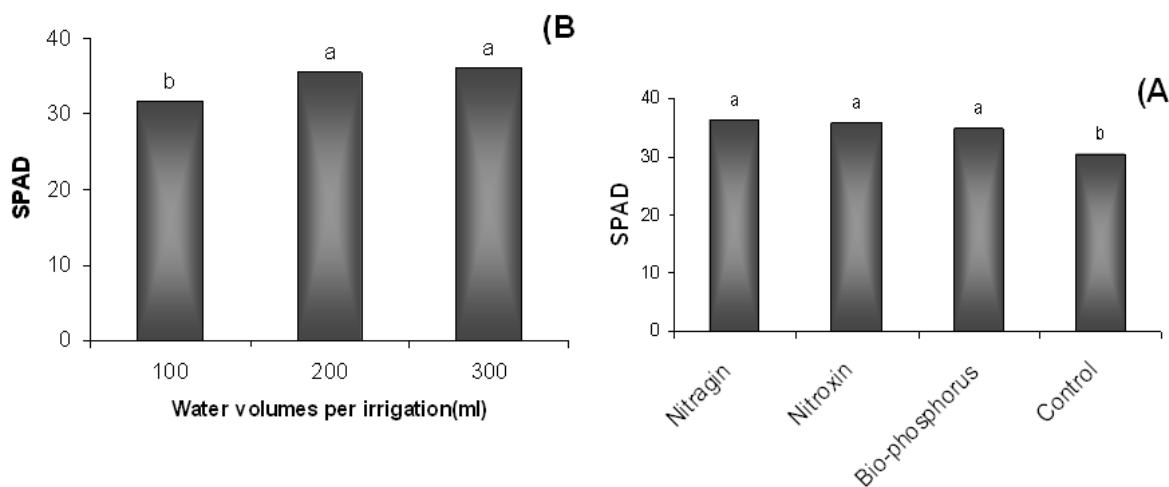 (B
40
30
20
10
0
SPAD
b
a
a
100
200
300
Water volumes per irrigation(ml)
(A
40
30
20
10
0
SPAD
a
a
a
b
Nitragin
Nitroxin
Bio-phosphorus
Control